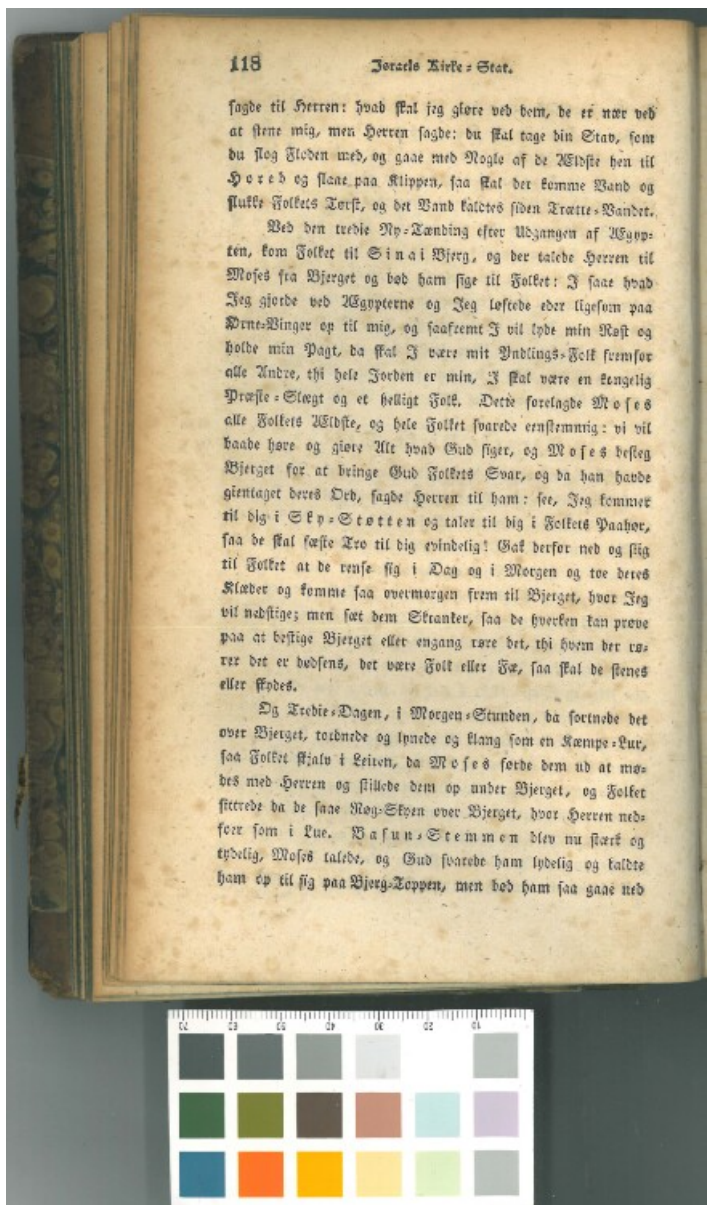 118
Israels Kirke-Stat.
sagde til Herren: hvad skal jeg giøre ved dem, de er nær ved
at stene mig, men Herren sagde: du skal tage din Stav, som
du slog Floden med, og gaae med Nogle af de Ældste hen til
Horeb og slaae paa Klippen, saa skal der komme Vand og
slukke Folkets Tørst, og det Vand kaldtes siden Trætte-Vandet.
Ved den tredie Ny-Tænding efter Udgangen af Ægyp-
ten, kom Folket til Sinai Bjerg, og der talede Herren til
Moses fra Bjerget og bød ham sige til Folket: I saae hvad
Jeg gjorde ved Ægypterne og Jeg løftede eder ligesom paa
Ørne-Vinger op til mig, og saafremt I vil lyde min Røst og
holde min Pagt, da skal I være mit Yndlings-Folk fremfor
alle Andre, thi hele Jorden er min, I skal være en kongelig
Præste-Slægt og et helligt Folk. Dette forelagde Moses
alle Folkets Ældste, og hele Folket svarede eenstemmig: vi vil
baade høre og giøre Alt hvad Gud siger, og Moses besteg
Bjerget for at bringe Gud Folkets Svar, og da han havde
gientaget deres Ord, sagde Herren til ham: see, Jeg kommer
til dig i Sky-Støtten og taler til dig i Folkets Paahør,
saa de skal fæste Tro til dig evindelig! Gak derfor ned og siig
til Folket at de rense sig i Dag og i Morgen og toe deres
Klæder og komme saa overmorgen frem til Bjerget, hvor Jeg
vil nedstige; men sæt dem Skranker, saa de hverken kan prøve
paa at bestige Bjerget eller engang røre det, thi hvem der rø-
rer det er dødsens, det være Folk eller Fæ, saa skal de stenes
eller skydes.
Og Tredie-Dagen, i Morgen-Stunden, da fortnede det
over Bjerget, tordnede og lynede og klang som en Kæmpe-Lur,
saa Folket skjalv i Leiren, da Moses førde dem ud at mø-
des med Herren og stillede dem op under Bjerget, og Folket
sittrede da de saae Røg-Skyen over Bjerget, hvor Herren ned-
foer som i Lue. Basun-Stemmen blev nu stærk og
tydelig, Moses talede, og Gud svarede ham lydelig og kaldte
ham op til sig paa Bjerg-Toppen, men bød ham saa gaae ned
70 60 50 40 30 20 10